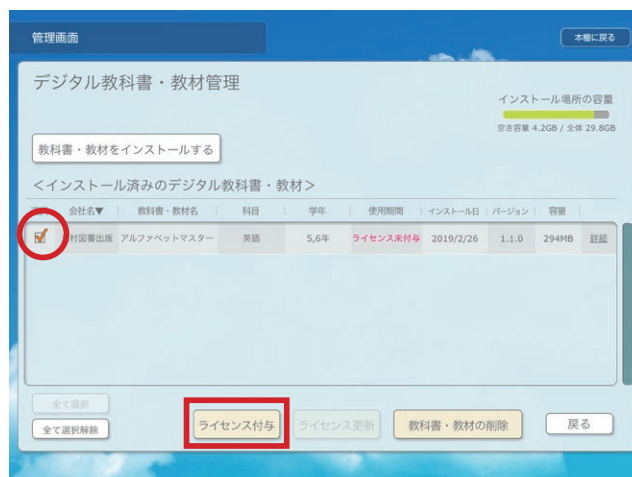 管理画面
本棚に戻る
デジタル教科書・教材管理
インストール場所の容量
空き容量 4.2GB / 全体 29.8GB
教科書・教材をインストールする
<インストール済みのデジタル教科書・教材>
会社名▼ 教科書・教材名 科目 学年 使用期間 インストール日 バージョン 容量
村図書出版 アルファベットマスター 英語 5,6年 ライセンス未付与 2019/2/26 1.1.0 294MB 詳細
全て選択
全て選択解除
ライセンス付与
ライセンス更新
教科書・教材の削除
戻る